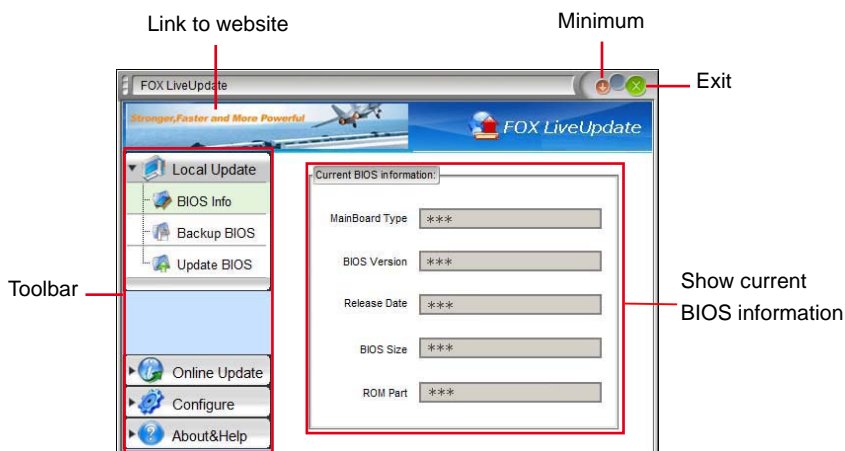 Link to website
Minimum
Exit
FOX LiveUpdate
Stronger,Faster and More Powerful
FOX LiveUpdate
Local Update
BIOS Info
Backup BIOS
Update BIOS
Online Update
Configure
About&Help
Toolbar
Current BIOS information:
MainBoard Type ***
BIOS Version ***
Release Date ***
BIOS Size ***
ROM Part ***
Show current
BIOS information